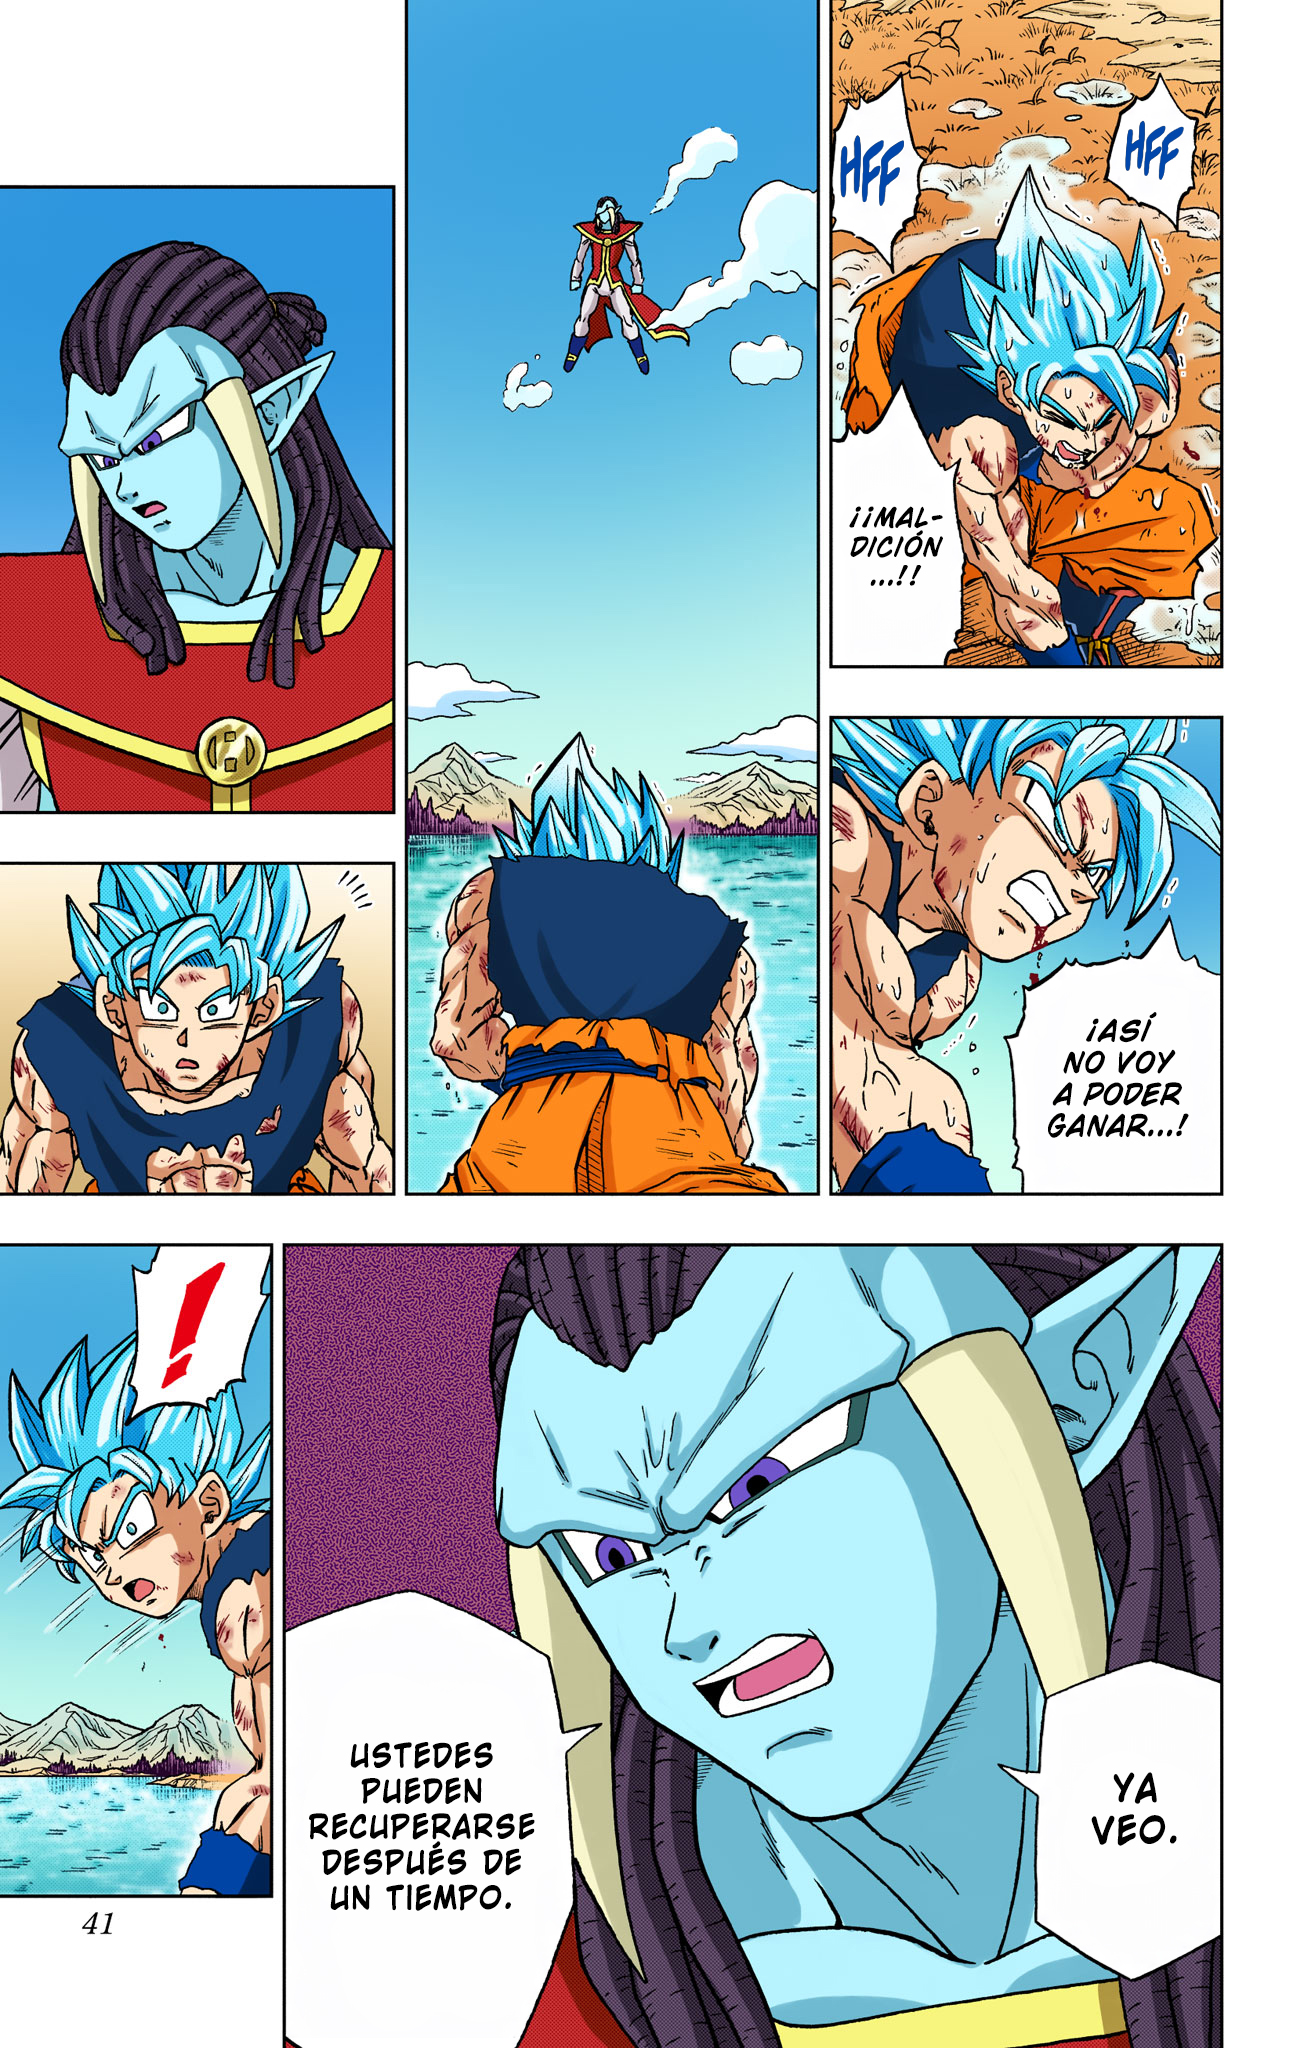 HFF
HFF
¡¡¡MAL-
DICIÓN
...!!
¡ASÍ
NO VOY
A PODER
GANAR...!
YA
VEO.
USTEDES
PUEDEN
RECUPERARSE
DESPUÉS DE
UN TIEMPO.
!
41